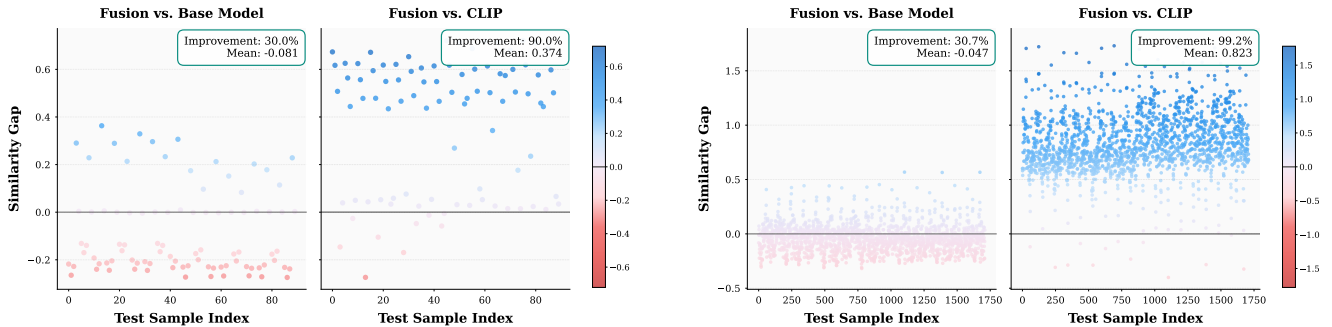 Fusion vs. Base Model
Fusion vs. CLIP
Improvement: 30.0%
Mean: -0.081
Improvement: 90.0%
Mean: 0.374
Similarity Gap
0.6
0.4
0.2
0.0
−0.2
0
20
40
60
80
0
20
40
60
80
Test Sample Index
Test Sample Index
0.6
0.4
0.2
0.0
−0.2
−0.4
−0.6
Fusion vs. Base Model
Fusion vs. CLIP
Improvement: 30.7%
Mean: -0.047
Improvement: 99.2%
Mean: 0.823
Similarity Gap
1.5
1.0
0.5
0.0
−0.5
0
250
500
750
1000
1250
1500
1750
0
250
500
750
1000
1250
1500
1750
Test Sample Index
Test Sample Index
1.5
1.0
0.5
0.0
−0.5
−1.0
−1.5